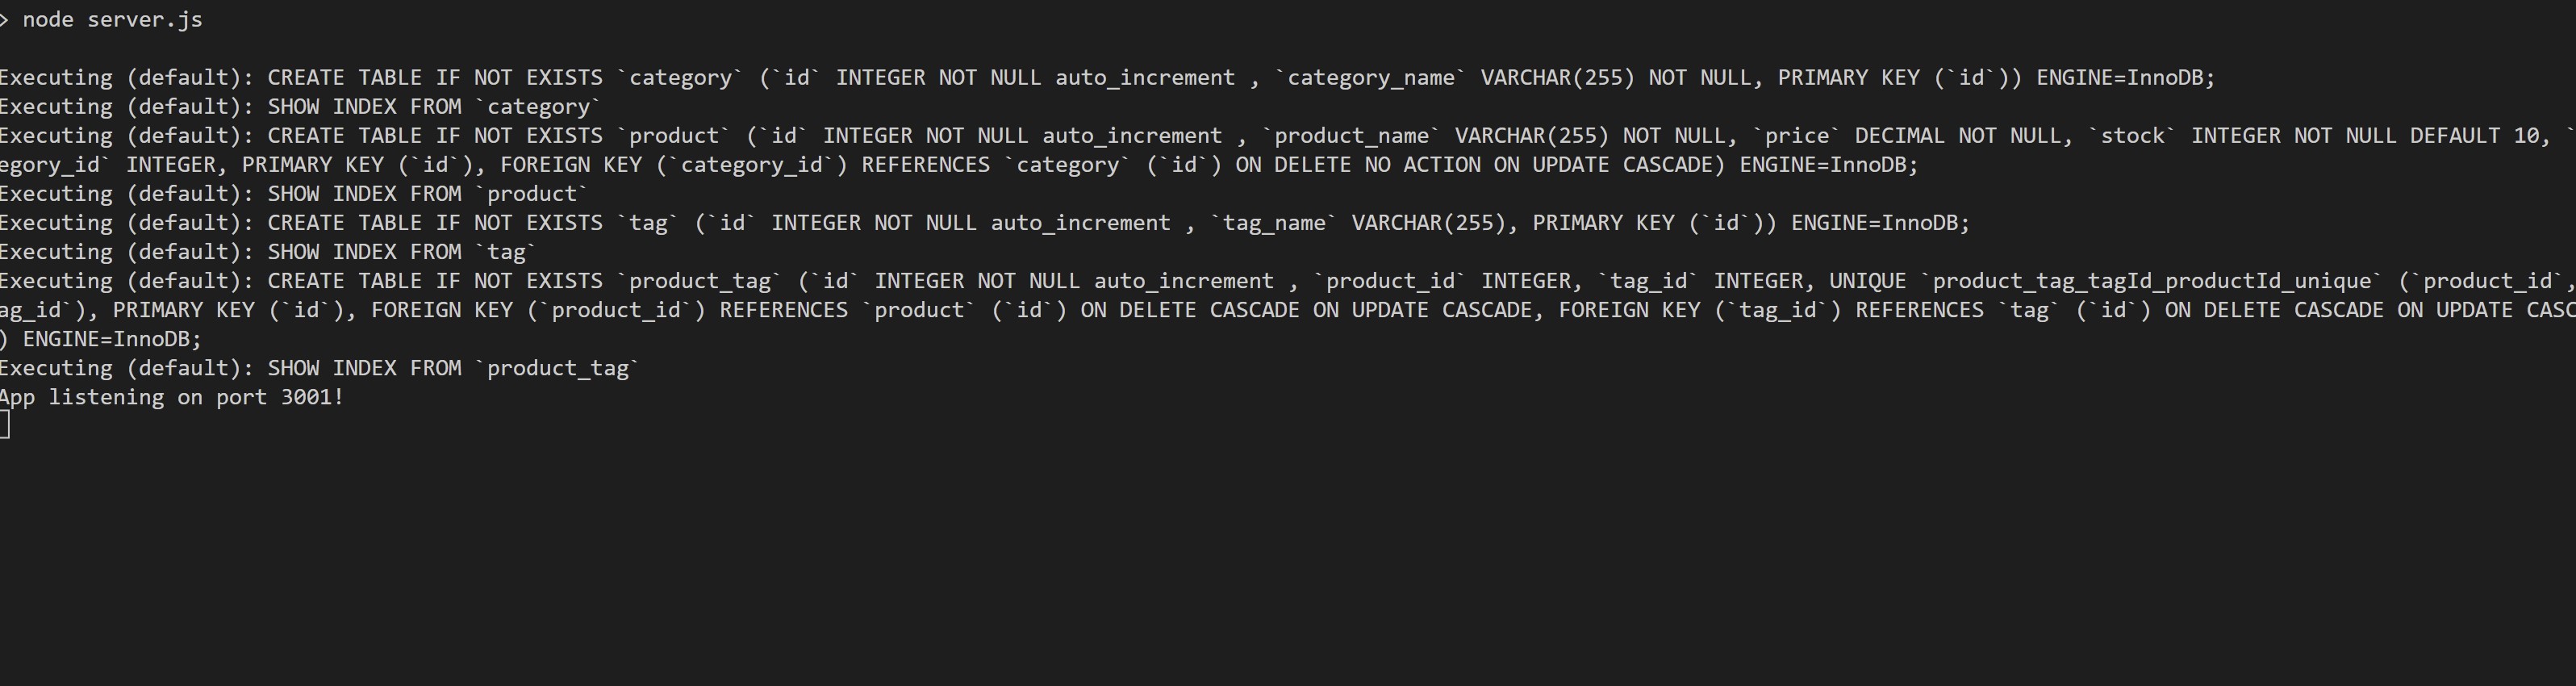 > node server.js
Executing (default): CREATE TABLE IF NOT EXISTS `category` (`id` INTEGER NOT NULL auto_increment , `category_name` VARCHAR(255) NOT NULL, PRIMARY KEY (`id`)) ENGINE=InnoDB;
Executing (default): SHOW INDEX FROM `category`
Executing (default): CREATE TABLE IF NOT EXISTS `product` (`id` INTEGER NOT NULL auto_increment , `product_name` VARCHAR(255) NOT NULL, `price` DECIMAL NOT NULL, `stock` INTEGER NOT NULL DEFAULT 10, `
egory_id` INTEGER, PRIMARY KEY (`id`), FOREIGN KEY (`category_id`) REFERENCES `category` (`id`) ON DELETE NO ACTION ON UPDATE CASCADE) ENGINE=InnoDB;
Executing (default): SHOW INDEX FROM `product`
Executing (default): CREATE TABLE IF NOT EXISTS `tag` (`id` INTEGER NOT NULL auto_increment , `tag_name` VARCHAR(255), PRIMARY KEY (`id`)) ENGINE=InnoDB;
Executing (default): SHOW INDEX FROM `tag`
Executing (default): CREATE TABLE IF NOT EXISTS `product_tag` (`id` INTEGER NOT NULL auto_increment , `product_id` INTEGER, `tag_id` INTEGER, UNIQUE `product_tag_tagId_productId_unique` (`product_id`,
ag_id`), PRIMARY KEY (`id`), FOREIGN KEY (`product_id`) REFERENCES `product` (`id`) ON DELETE CASCADE ON UPDATE CASCADE, FOREIGN KEY (`tag_id`) REFERENCES `tag` (`id`) ON DELETE CASCADE ON UPDATE CASC
) ENGINE=InnoDB;
Executing (default): SHOW INDEX FROM `product_tag`
App listening on port 3001!